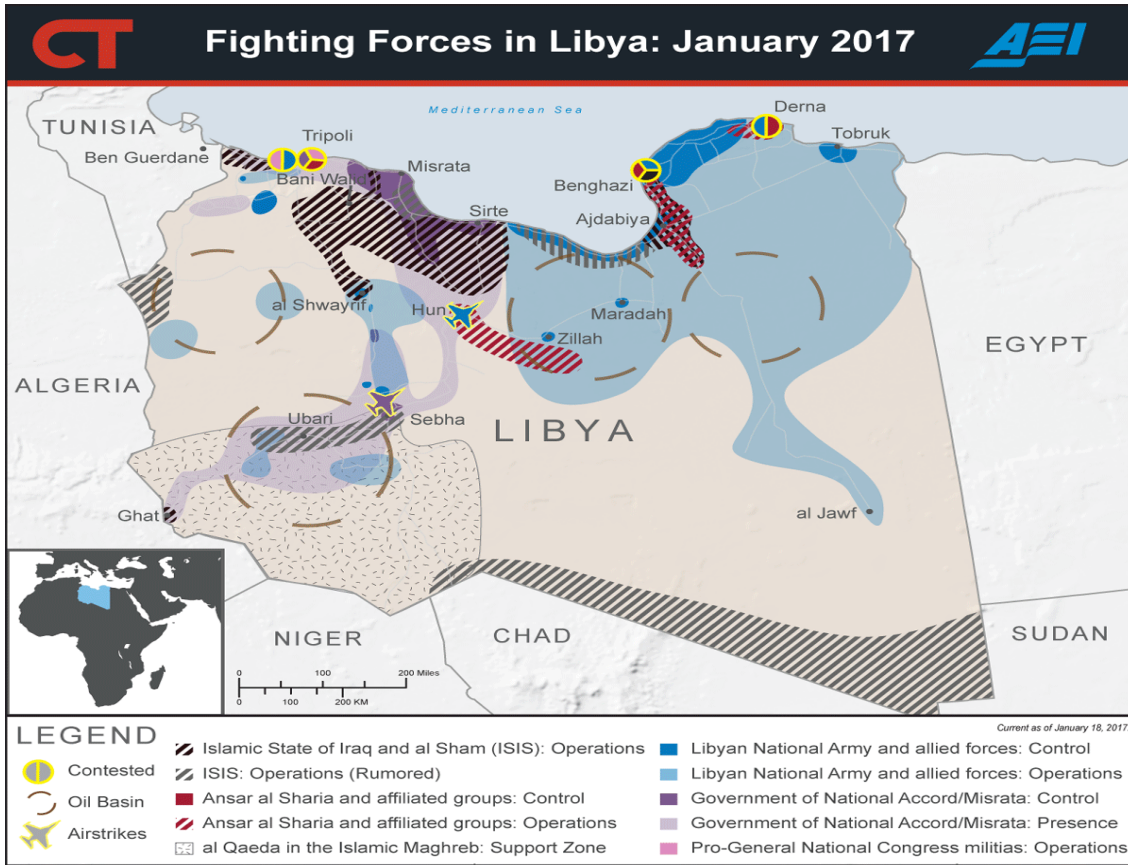 CT
Fighting Forces in Libya: January 2017
AEI
Mediterranean Sea
TUNISIA
Ben Guerdane
Tripoli
Bani Walid
Misrata
Sirte
Benghazi
Ajdabiya
Derna
Tobruk
al Shwayrif
Hun
Maradah
Zillah
EGYPT
ALGERIA
Ubari
Sebha
LIBYA
Ghat
al Jawf
NIGER
CHAD
SUDAN
0 100 200 Miles
0 100 200 KM
Current as of January 18, 2017.
LEGEND
Contested
Oil Basin
Airstrikes
Islamic State of Iraq and al Sham (ISIS): Operations
ISIS: Operations (Rumored)
Ansar al Sharia and affiliated groups: Control
Ansar al Sharia and affiliated groups: Operations
al Qaeda in the Islamic Maghreb: Support Zone
Libyan National Army and allied forces: Control
Libyan National Army and allied forces: Operations
Government of National Accord/Misrata: Control
Government of National Accord/Misrata: Presence
Pro-General National Congress militias: Operations